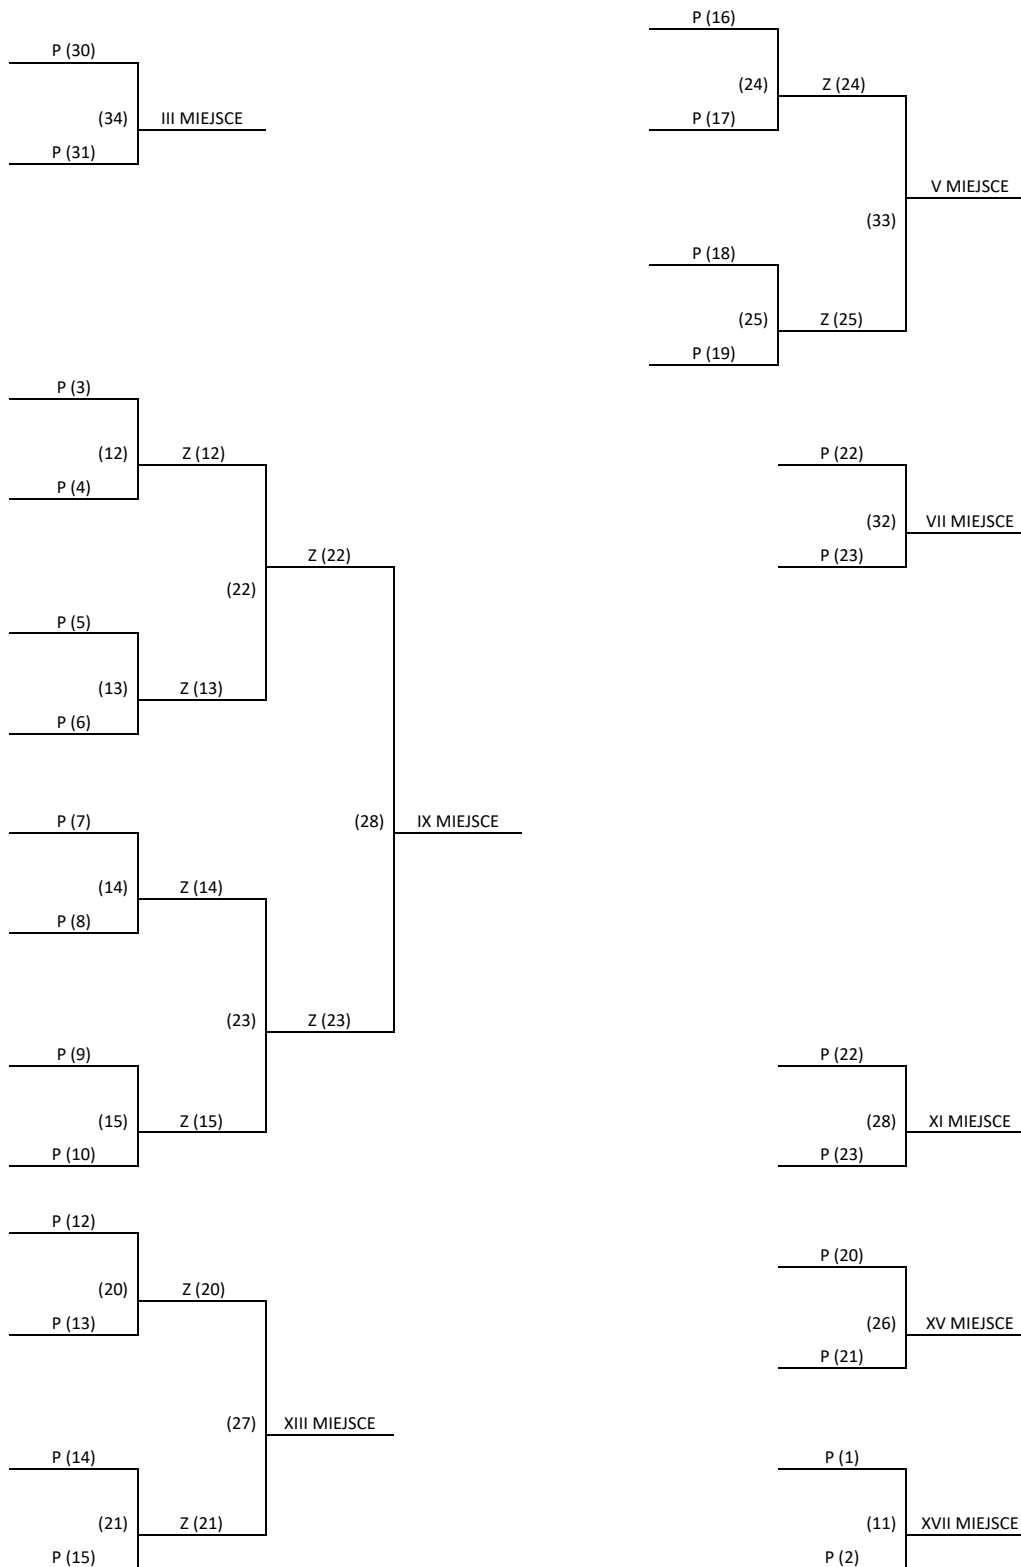 P (16)
P (30)
(24)
Z (24)
(34)
III MIEJSCE
P (17)
P (31)
V MIEJSCE
(33)
P (18)
(25)
Z (25)
P (19)
P (3)
(12)
Z (12)
P (22)
P (4)
(32)
VII MIEJSCE
Z (22)
P (23)
(22)
P (5)
(13)
Z (13)
P (6)
P (7)
(28)
IX MIEJSCE
(14)
Z (14)
P (8)
(23)
Z (23)
P (9)
P (22)
(15)
Z (15)
(28)
XI MIEJSCE
P (10)
P (23)
P (12)
P (20)
(20)
Z (20)
P (13)
(26)
XV MIEJSCE
P (21)
(27)
XIII MIEJSCE
P (14)
P (1)
(21)
Z (21)
(11)
XVII MIEJSCE
P (15)
P (2)